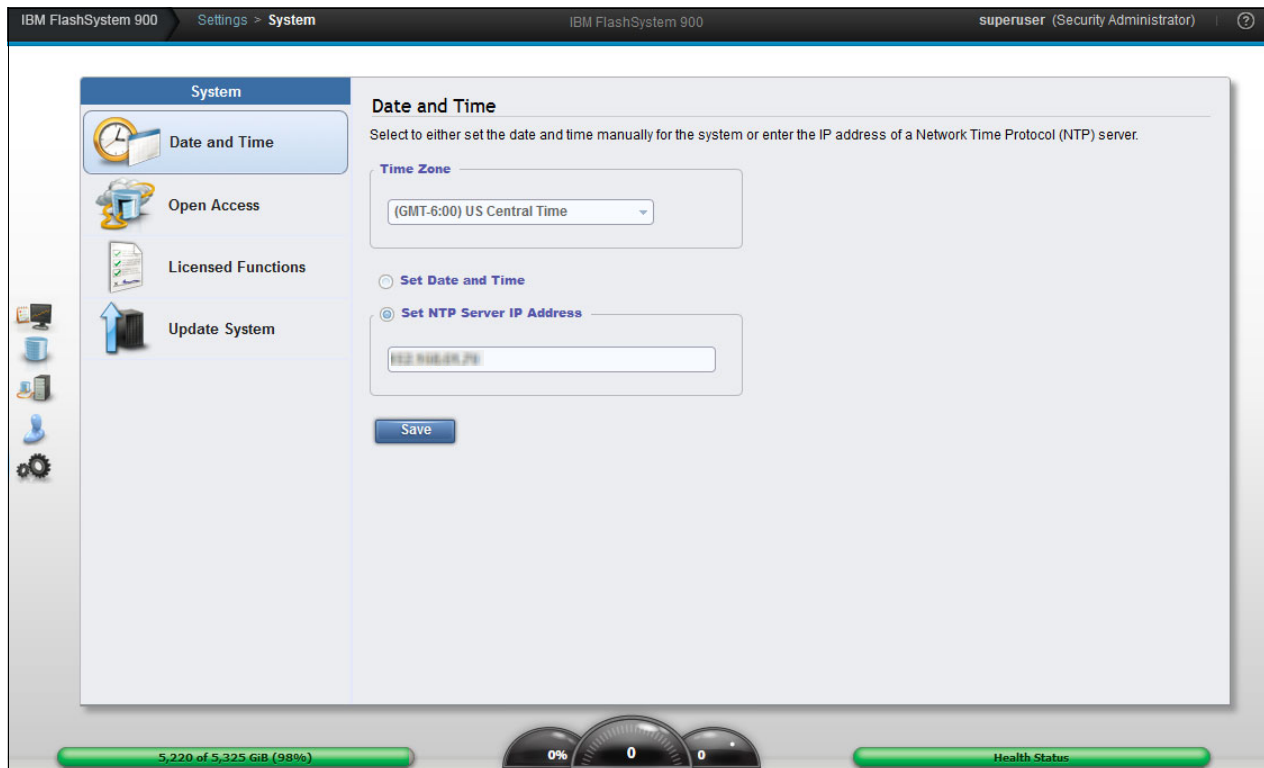 IBM FlashSystem 900 Settings > System IBM FlashSystem 900 superuser (Security Administrator) ?
System
Date and Time
Open Access
Licensed Functions
Update System
Date and Time
Select to either set the date and time manually for the system or enter the IP address of a Network Time Protocol (NTP) server.
Time Zone
(GMT-6:00) US Central Time
Set Date and Time
Set NTP Server IP Address
Save
5,220 of 5,325 GiB (98%)
0% 0 0
Health Status